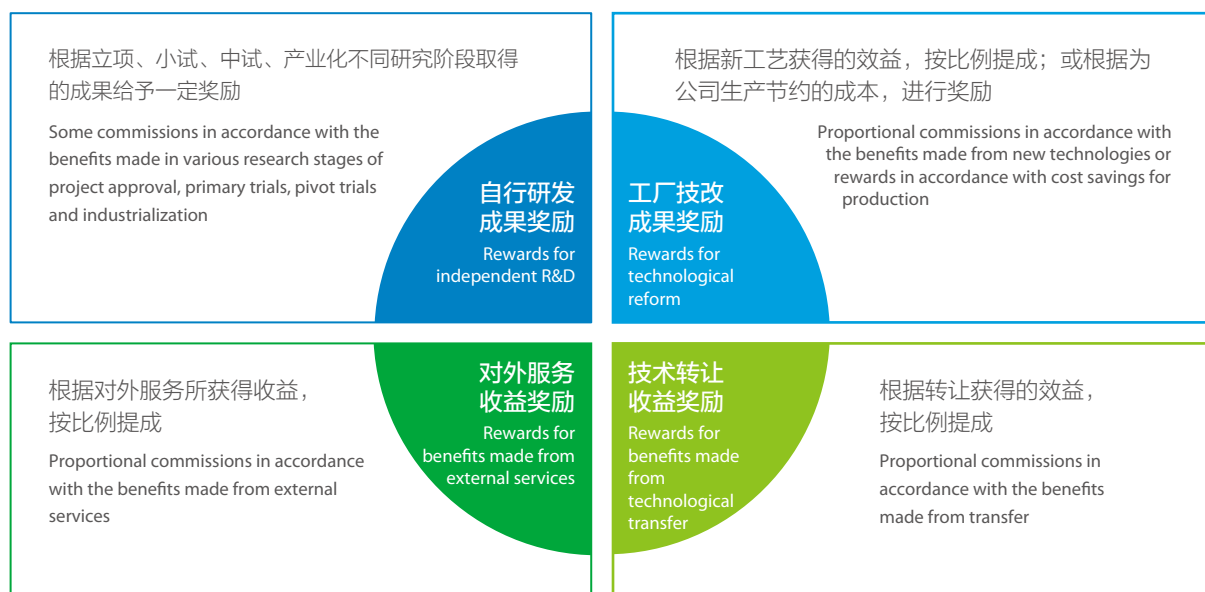 根据立项、小试、中试、产业化不同研究阶段取得
的成果给予一定奖励
Some commissions in accordance with the
benefits made in various research stages of
project approval, primary trials, pivot trials
and industrialization
自行研发
成果奖励
Rewards for
independent R&D
根据新工艺获得的效益，按比例提成；或根据为
公司生产节约的成本，进行奖励
Proportional commissions in accordance with
the benefits made from new technologies or
rewards in accordance with cost savings for
production
工厂技改
成果奖励
Rewards for
technological
reform
根据对外服务所获得收益，
按比例提成
Proportional commissions in accordance
with the benefits made from external
services
对外服务
收益奖励
Rewards for
benefits made from
external services
技术转让
收益奖励
Rewards for
benefits made
from
technological
transfer
根据转让获得的效益，
按比例提成
Proportional commissions in
accordance with the benefits
made from transfer